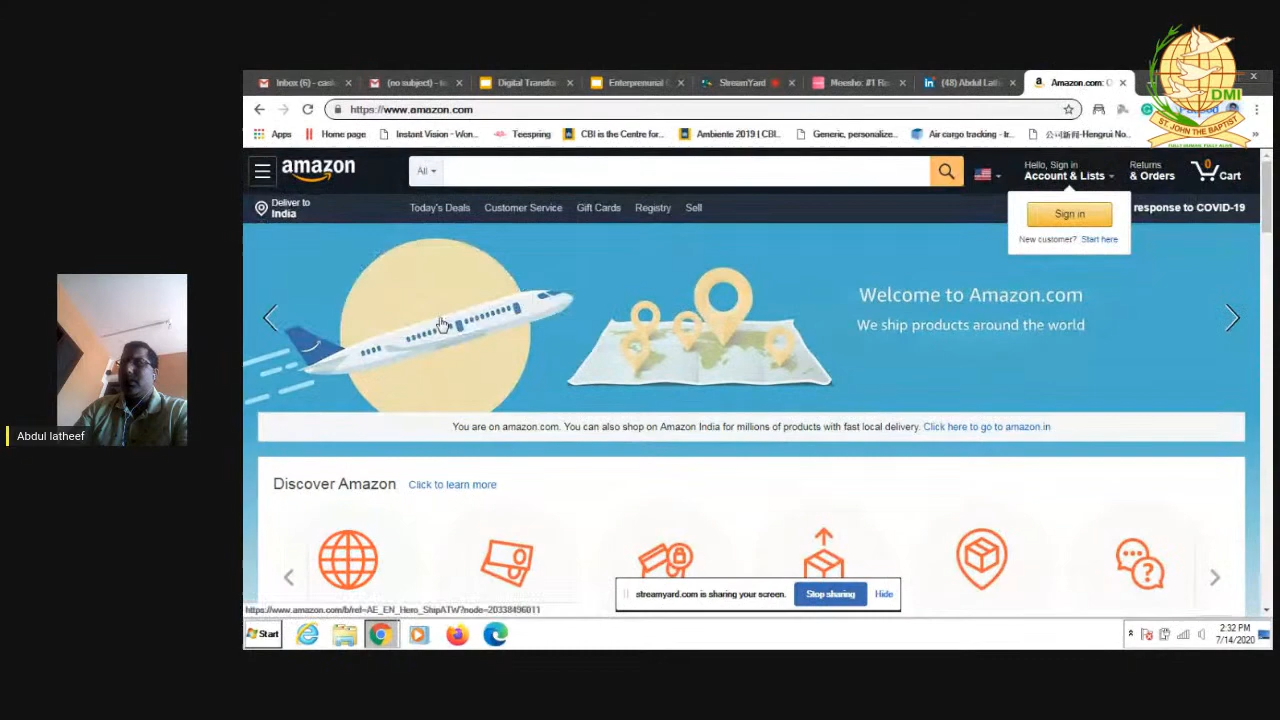 Inbox (6) - cas
(no subject) - t
Digital Transfo
Enterprenurial C
StreamYard
Meesho: #1 Re
(48) Abdul Lath
Amazon.com: O
https://www.amazon.com
Apps
Home page
Instant Vision - Won...
Teespring
CBI is the Centre for...
Ambiente 2019 | CBI...
Generic, personalize...
Air cargo tracking - tr...
公司新闻-Hengrui No...
DMI
ST. JOHN THE BAPTIST
amazon
All
Hello, Sign in
Account & Lists
Returns
& Orders
0
Cart
Deliver to
India
Today's Deals
Customer Service
Gift Cards
Registry
Sell
response to COVID-19
Sign in
New customer? Start here
Welcome to Amazon.com
We ship products around the world
You are on amazon.com. You can also shop on Amazon India for millions of products with fast local delivery. Click here to go to amazon.in
Discover Amazon
Click to learn more
streamyard.com is sharing your screen.
Stop sharing
Hide
https://www.amazon.com/b/ref=AE_EN_Hero_ShipATW?node=20338496011
Start
2:32 PM
7/14/2020
Abdul latheef